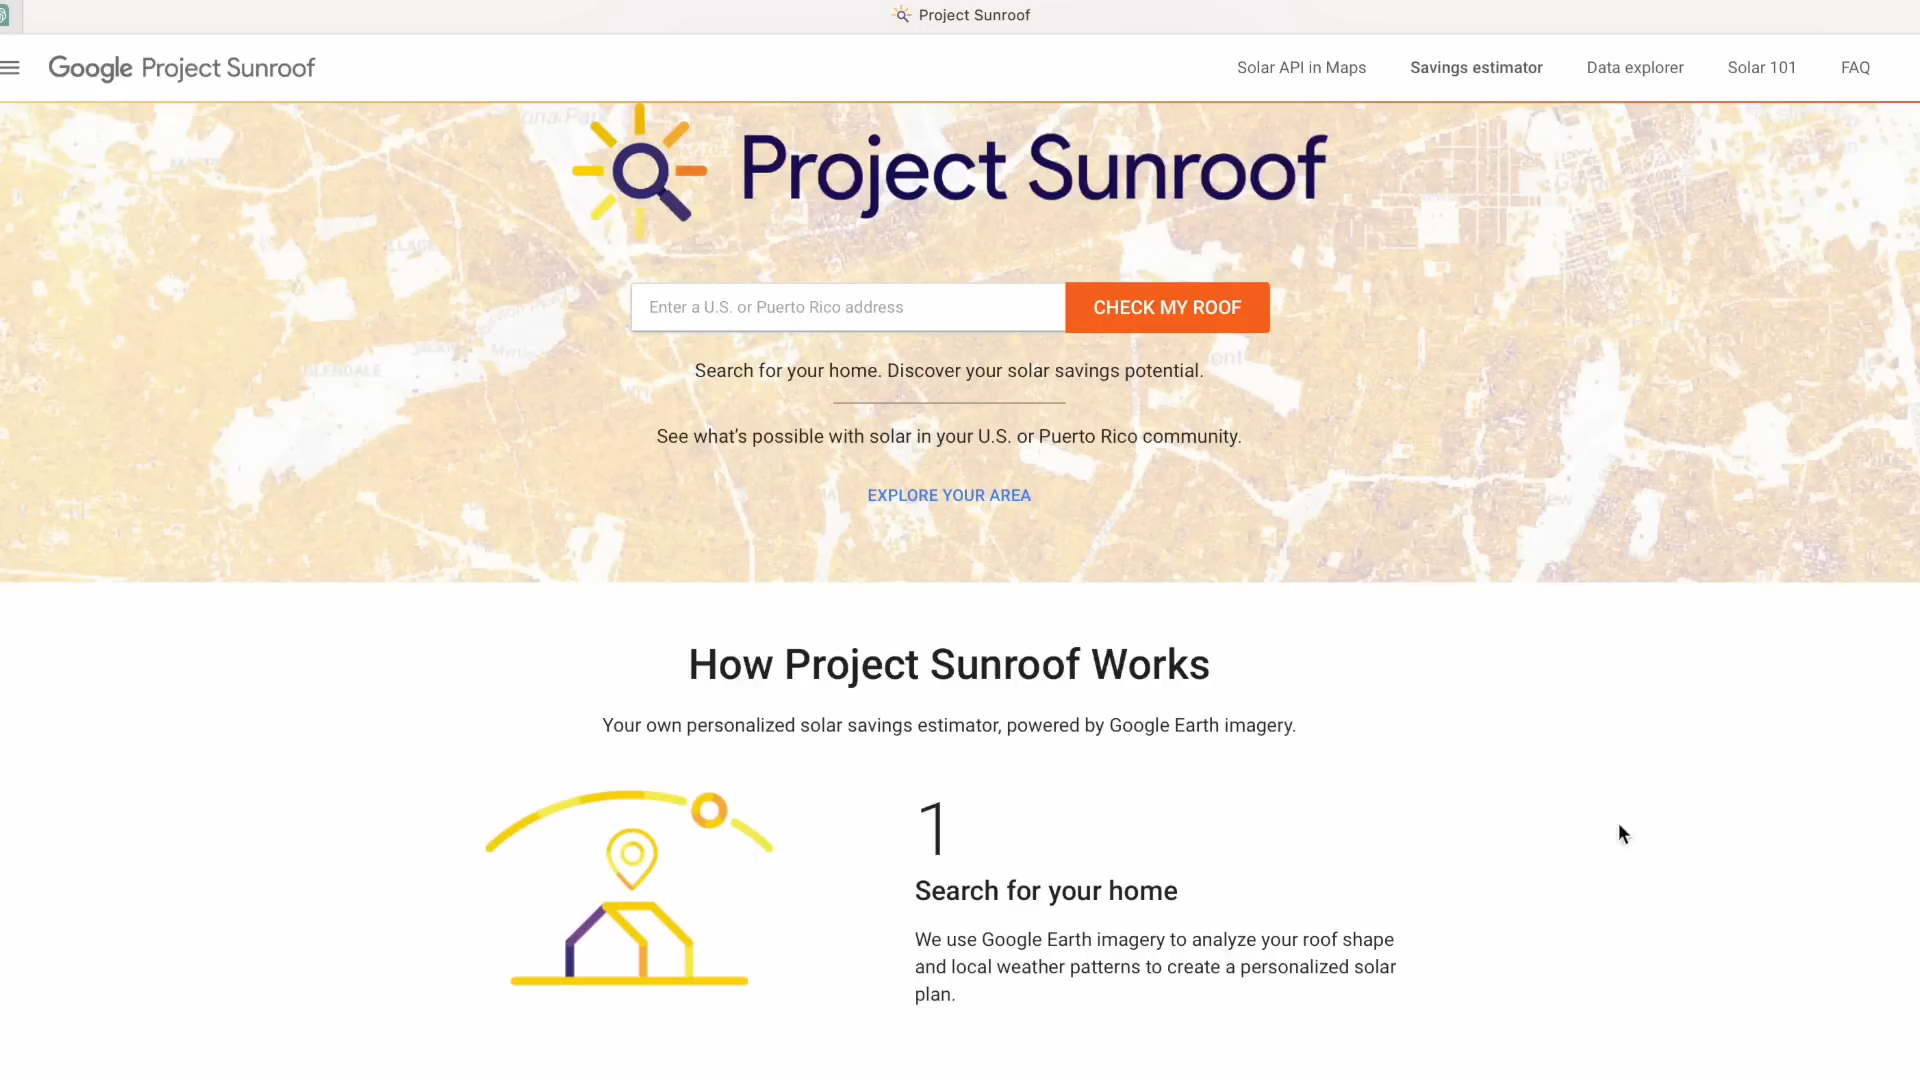 Project Sunroof
Google Project Sunroof
Solar API in Maps
Savings estimator
Data explorer
Solar 101
FAQ
Project Sunroof
Enter a U.S. or Puerto Rico address
CHECK MY ROOF
GLENDALE
Search for your home. Discover your solar savings potential.
See what's possible with solar in your U.S. or Puerto Rico community.
EXPLORE YOUR AREA
How Project Sunroof Works
Your own personalized solar savings estimator, powered by Google Earth imagery.
1
Search for your home
We use Google Earth imagery to analyze your roof shape
and local weather patterns to create a personalized solar
plan.